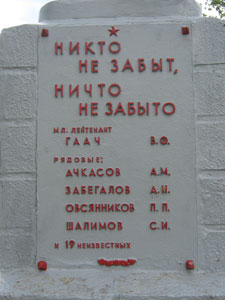 НИКТО
НЕ ЗАБЫТ,
НИЧТО
НЕ ЗАБЫТО
МЛ. ЛЕЙТЕНАНТ
ГААЧ В.Ф.
РЯДОВЫЕ:
АЧКАСОВ А.М.
ЗАБЕГАЛОВ Д.И.
ОВСЯННИКОВ П.П.
ШАЛИМОВ С.И.
И 19 НЕИЗВЕСТНЫХ